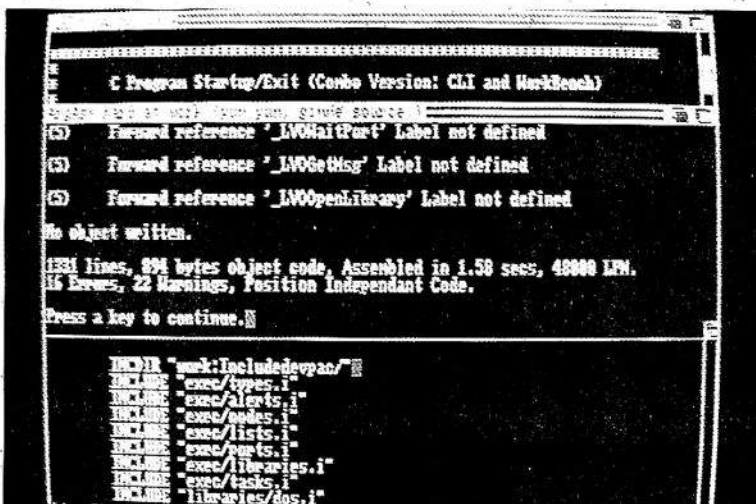 C Program Startup/Exit (Combo Version: CLI and WorkBench)
(5) Forward reference '_LVOWaitPort' Label not defined
(5) Forward reference '_LVOGetMsg' Label not defined
(5) Forward reference '_LVOOpenLibrary' Label not defined
No object written.
1331 lines, 894 bytes object code, Assembled in 1.58 secs, 48000 LPM.
16 Errors, 22 Warnings, Position Independant Code.
Press a key to continue.
INCDIR "work:Includedevpac/"
INCLUDE "exec/types.i"
INCLUDE "exec/alerts.i"
INCLUDE "exec/nodes.i"
INCLUDE "exec/lists.i"
INCLUDE "exec/ports.i"
INCLUDE "exec/libraries.i"
INCLUDE "exec/tasks.i"
INCLUDE "libraries/dos.i"